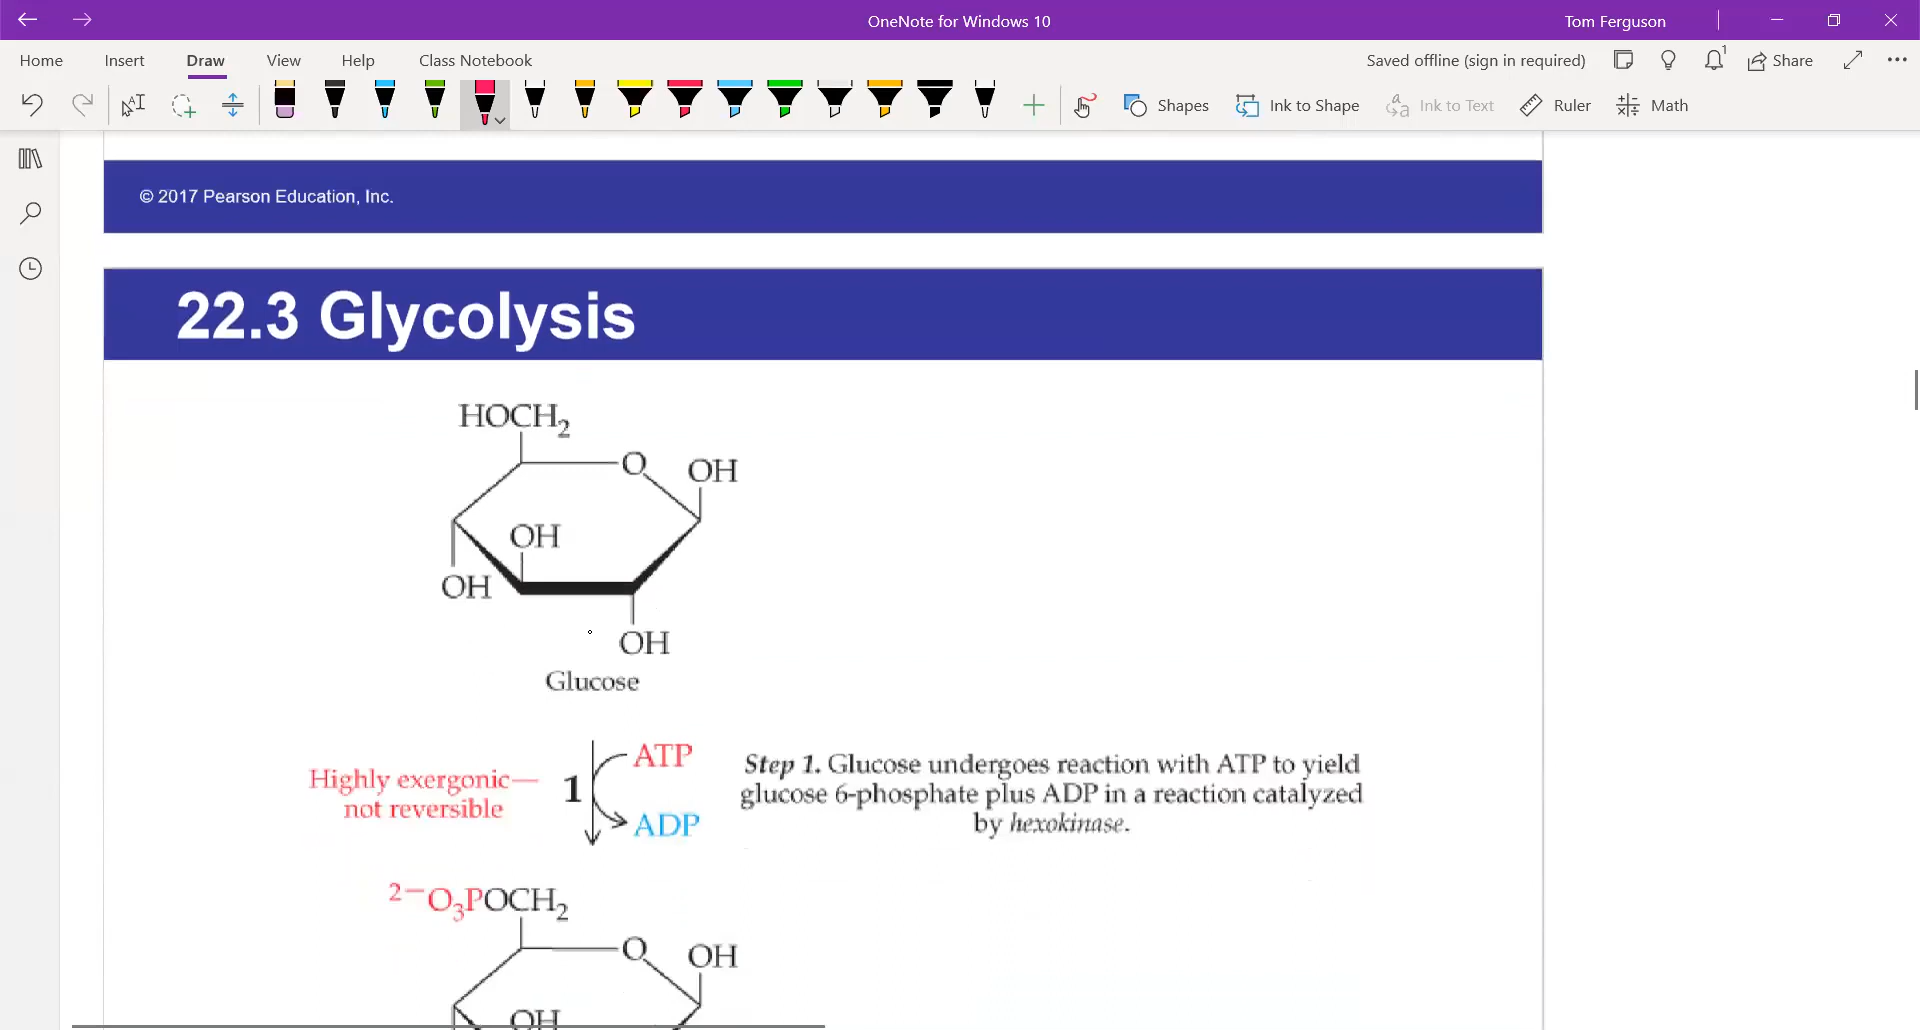 OneNote for Windows 10
Tom Ferguson
Home Insert Draw View Help Class Notebook
Saved offline (sign in required)
1
Share
Shapes
Ink to Shape
Ink to Text
Ruler
Math
© 2017 Pearson Education, Inc.
22.3 Glycolysis
HOCH₂
O
OH
OH
OH
OH
Glucose
Highly exergonic—
not reversible
1
ATP
ADP
Step 1. Glucose undergoes reaction with ATP to yield
glucose 6-phosphate plus ADP in a reaction catalyzed
by hexokinase.
²⁻O₃POCH₂
O
OH
OH